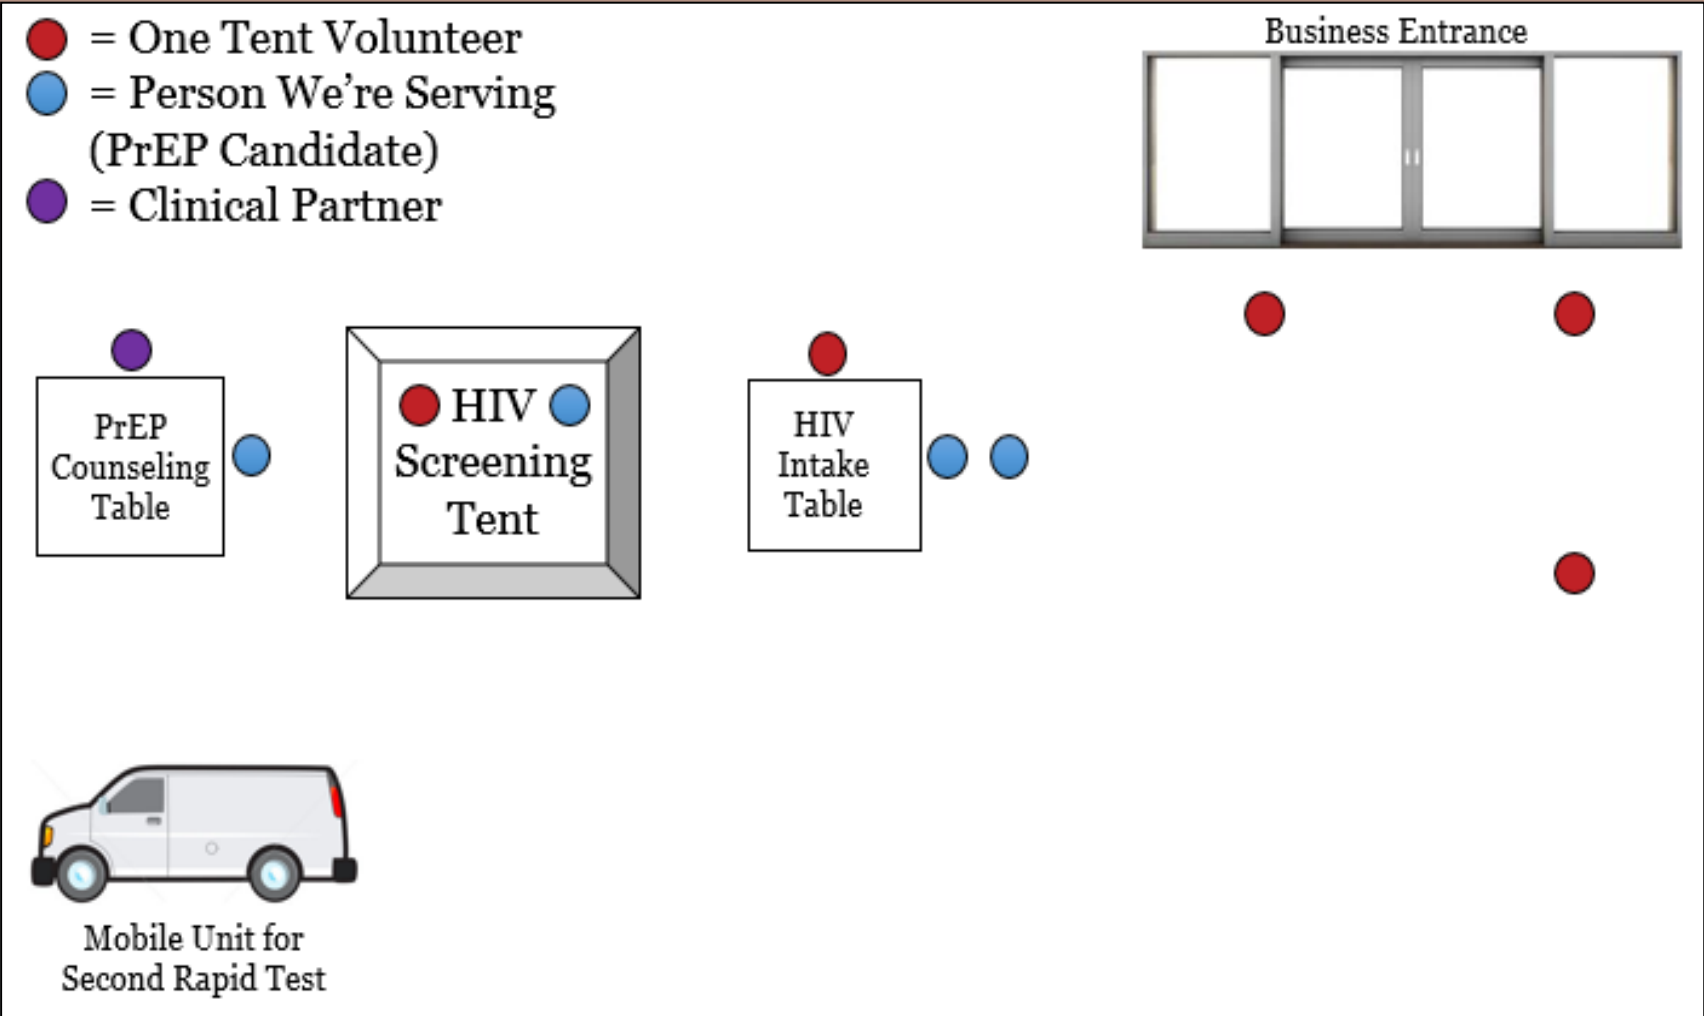 = One Tent Volunteer
= Person We’re Serving
(PrEP Candidate)
= Clinical Partner
Business Entrance
PrEP
Counseling
Table
HIV
Screening
Tent
HIV
Intake
Table
Mobile Unit for
Second Rapid Test